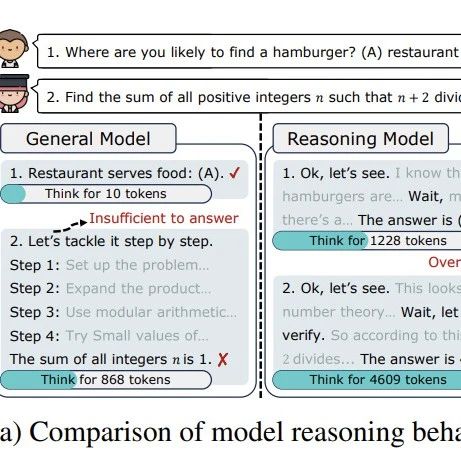 1. Where are you likely to find a hamburger? (A) restaurant
2. Find the sum of all positive integers n such that n + 2 divid
General Model
1. Restaurant serves food: (A). ✓
Think for 10 tokens
Insufficient to answer
2. Let's tackle it step by step.
Step 1: Set up the problem...
Step 2: Expand the product...
Step 3: Use modular arithmetic...
Step 4: Try Small values of...
The sum of all integers n is 1. ✗
Think for 868 tokens
Reasoning Model
1. Ok, let's see. I know th
hamburgers are... Wait, m
there's a... The answer is (
Think for 1228 tokens
Over
2. Ok, let's see. This looks
number theory... Wait, let
verify. So according to this
2 divides... The answer is
Think for 4609 tokens
a) Comparison of model reasoning beha